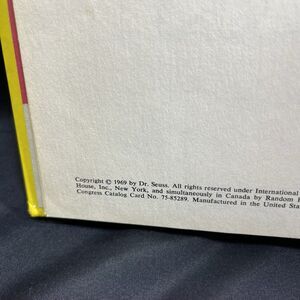 Copyright © 1969 by Dr. Seuss. All rights reserved under International
House, Inc., New York, and simultaneously in Canada by Random
Congress Catalog Card No. 75-85289. Manufactured in the United